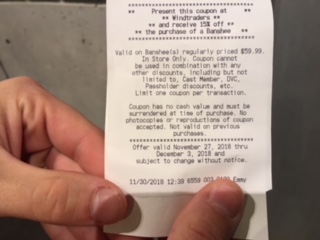 ********************************
** Present this coupon at **
** Windtraders **
** and receive 15% off **
** the purchase of a Banshee **
********************************
Valid on Banshee(s) regularly priced $59.99.
In Store Only. Coupon cannot
be used in combination with any
other discounts, including but not
limited to, Cast Member, DVC,
Passholder discounts, etc.
Limit one coupon per transaction.
Coupon has no cash value and must be
surrendered at time of purchase. No
photocopies or reproductions of coupon
accepted. Not valid on previous
purchases.
Offer valid November 27, 2018 thru
December 3, 2018 and
subject to change without notice.
11/30/2018 12:39 6559 003 Emmy